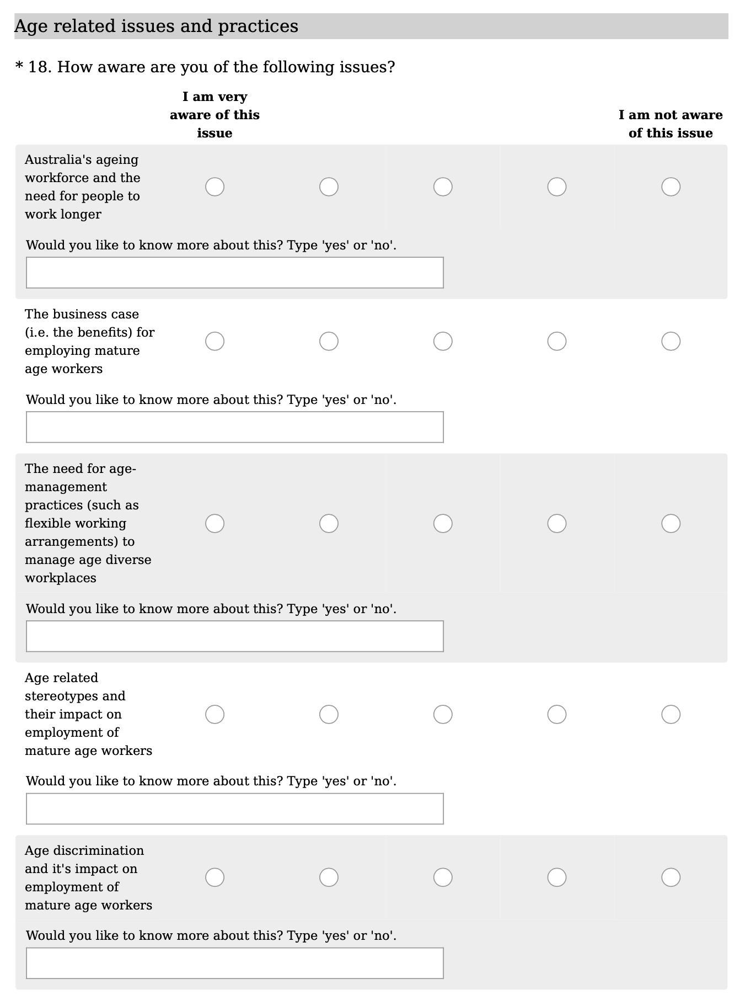 Age related issues and practices
* 18. How aware are you of the following issues?
I am very
aware of this
issue
I am not aware
of this issue
Australia's ageing
workforce and the
need for people to
work longer
Would you like to know more about this? Type 'yes' or 'no'.
The business case
(i.e. the benefits) for
employing mature
age workers
Would you like to know more about this? Type 'yes' or 'no'.
The need for age-
management
practices (such as
flexible working
arrangements) to
manage age diverse
workplaces
Would you like to know more about this? Type 'yes' or 'no'.
Age related
stereotypes and
their impact on
employment of
mature age workers
Would you like to know more about this? Type 'yes' or 'no'.
Age discrimination
and it's impact on
employment of
mature age workers
Would you like to know more about this? Type 'yes' or 'no'.